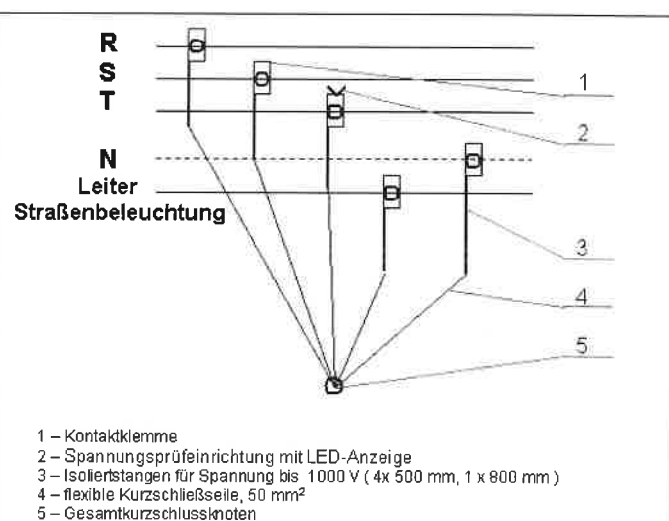 R
S
T
N
Leiter
Straßenbeleuchtung
1
2
3
4
5
1 – Kontaktklemme
2 – Spannungsprüfeinrichtung mit LED-Anzeige
3 – Isoliertstangen für Spannung bis 1000 V ( 4x 500 mm, 1 x 800 mm )
4 – flexible Kurzschließseile, 50 mm²
5 – Gesamtkurzschlussknoten